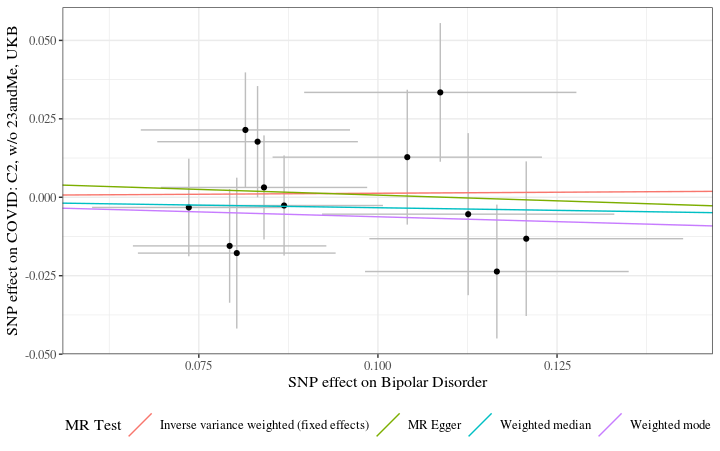 SNP effect on COVID: C2, w/o 23andMe, UKB
0.050
0.025
0.000
-0.025
-0.050
0.075 0.100 0.125
SNP effect on Bipolar Disorder
MR Test Inverse variance weighted (fixed effects) MR Egger Weighted median Weighted mode